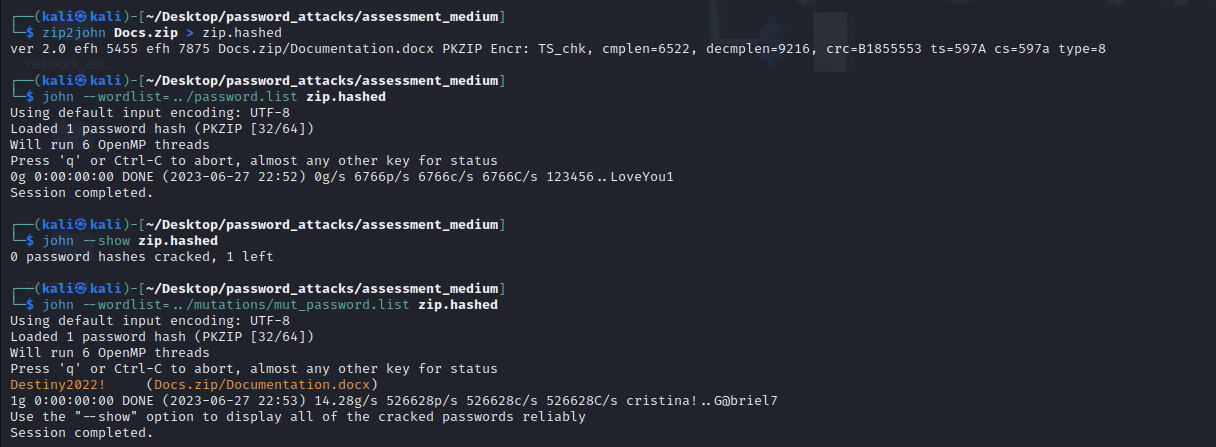 ┌──(kali㉿kali)-[~/Desktop/password_attacks/assessment_medium]
└─$ zip2john Docs.zip > zip.hashed
ver 2.0 efh 5455 efh 7875 Docs.zip/Documentation.docx PKZIP Encr: TS_chk, cmplen=6522, decmplen=9216, crc=B1855553 ts=597A cs=597a type=8
network_en...
┌──(kali㉿kali)-[~/Desktop/password_attacks/assessment_medium]
└─$ john --wordlist=../password.list zip.hashed
Using default input encoding: UTF-8
Loaded 1 password hash (PKZIP [32/64])
Will run 6 OpenMP threads
Press 'q' or Ctrl-C to abort, almost any other key for status
0g 0:00:00:00 DONE (2023-06-27 22:52) 0g/s 6766p/s 6766c/s 6766C/s 123456..LoveYou1
Session completed.
┌──(kali㉿kali)-[~/Desktop/password_attacks/assessment_medium]
└─$ john --show zip.hashed
0 password hashes cracked, 1 left
┌──(kali㉿kali)-[~/Desktop/password_attacks/assessment_medium]
└─$ john --wordlist=../mutations/mut_password.list zip.hashed
Using default input encoding: UTF-8
Loaded 1 password hash (PKZIP [32/64])
Will run 6 OpenMP threads
Press 'q' or Ctrl-C to abort, almost any other key for status
Destiny2022!     (Docs.zip/Documentation.docx)
1g 0:00:00:00 DONE (2023-06-27 22:53) 14.28g/s 526628p/s 526628c/s 526628C/s cristina!..G@briel7
Use the "--show" option to display all of the cracked passwords reliably
Session completed.